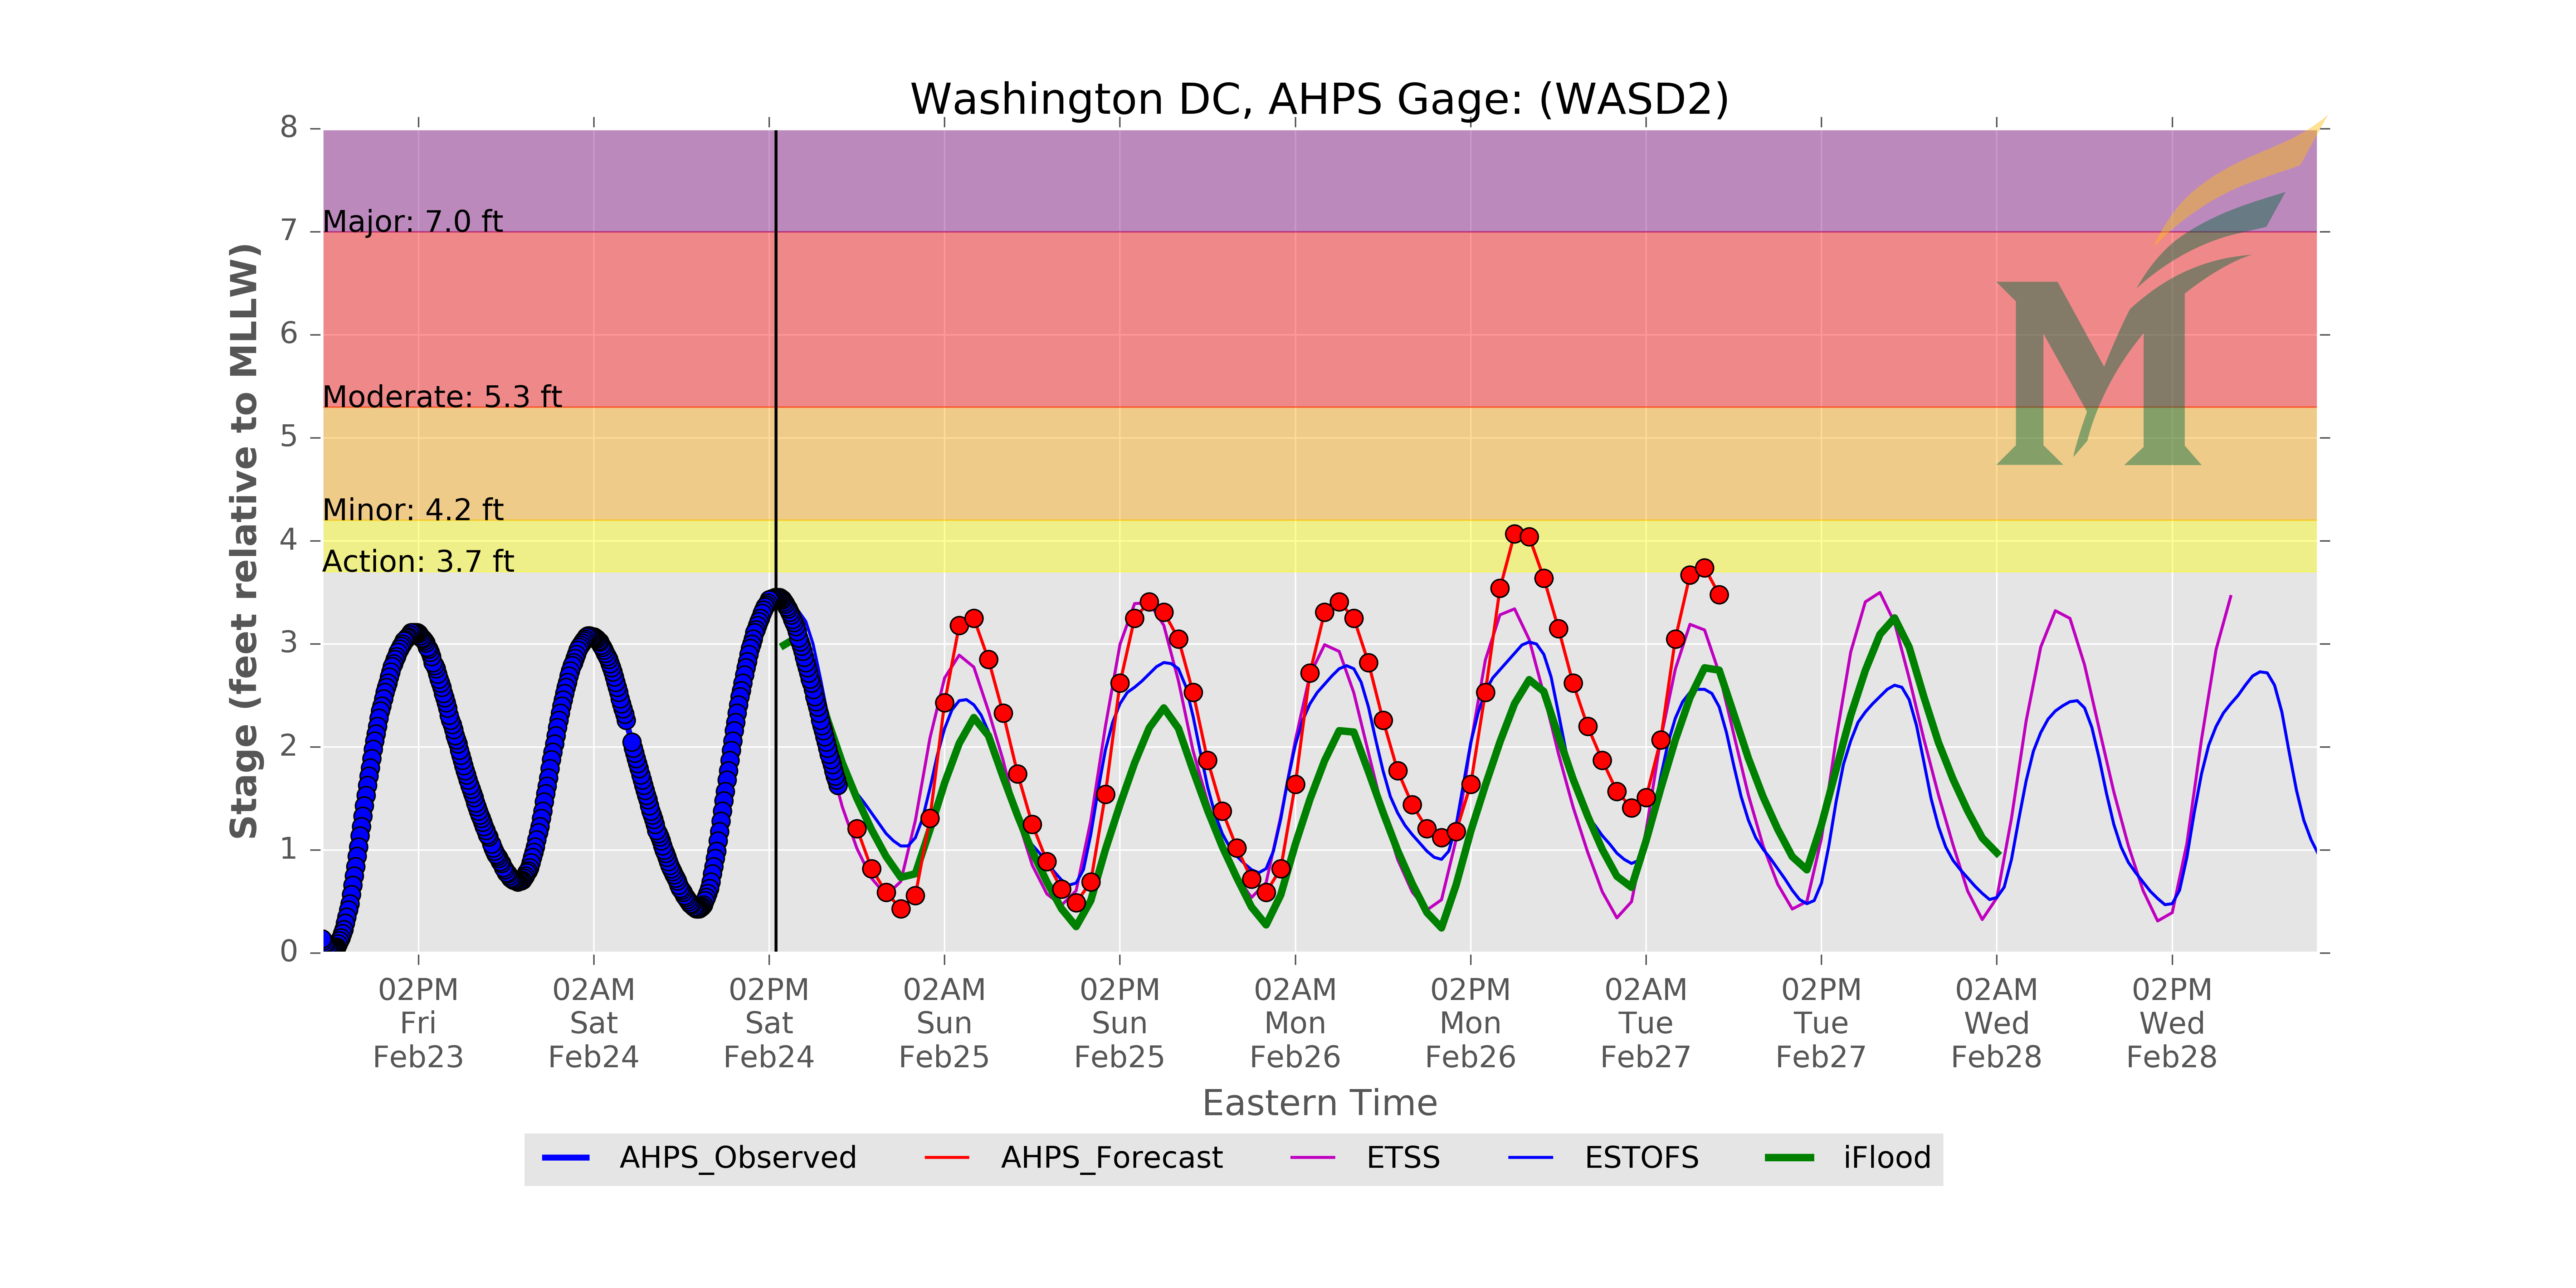 Washington DC, AHPS Gage: (WASD2)
Stage (feet relative to MLLW)
8
7
6
5
4
3
2
1
0
Major: 7.0 ft
Moderate: 5.3 ft
Minor: 4.2 ft
Action: 3.7 ft
M
02PM 02AM 02PM 02AM 02PM 02AM 02PM 02AM 02PM 02AM 02PM
Fri Sat Sat Sun Sun Mon Mon Tue Tue Wed Wed
Feb23 Feb24 Feb24 Feb25 Feb25 Feb26 Feb26 Feb27 Feb27 Feb28 Feb28
Eastern Time
AHPS_Observed AHPS_Forecast ETSS ESTOFS iFlood